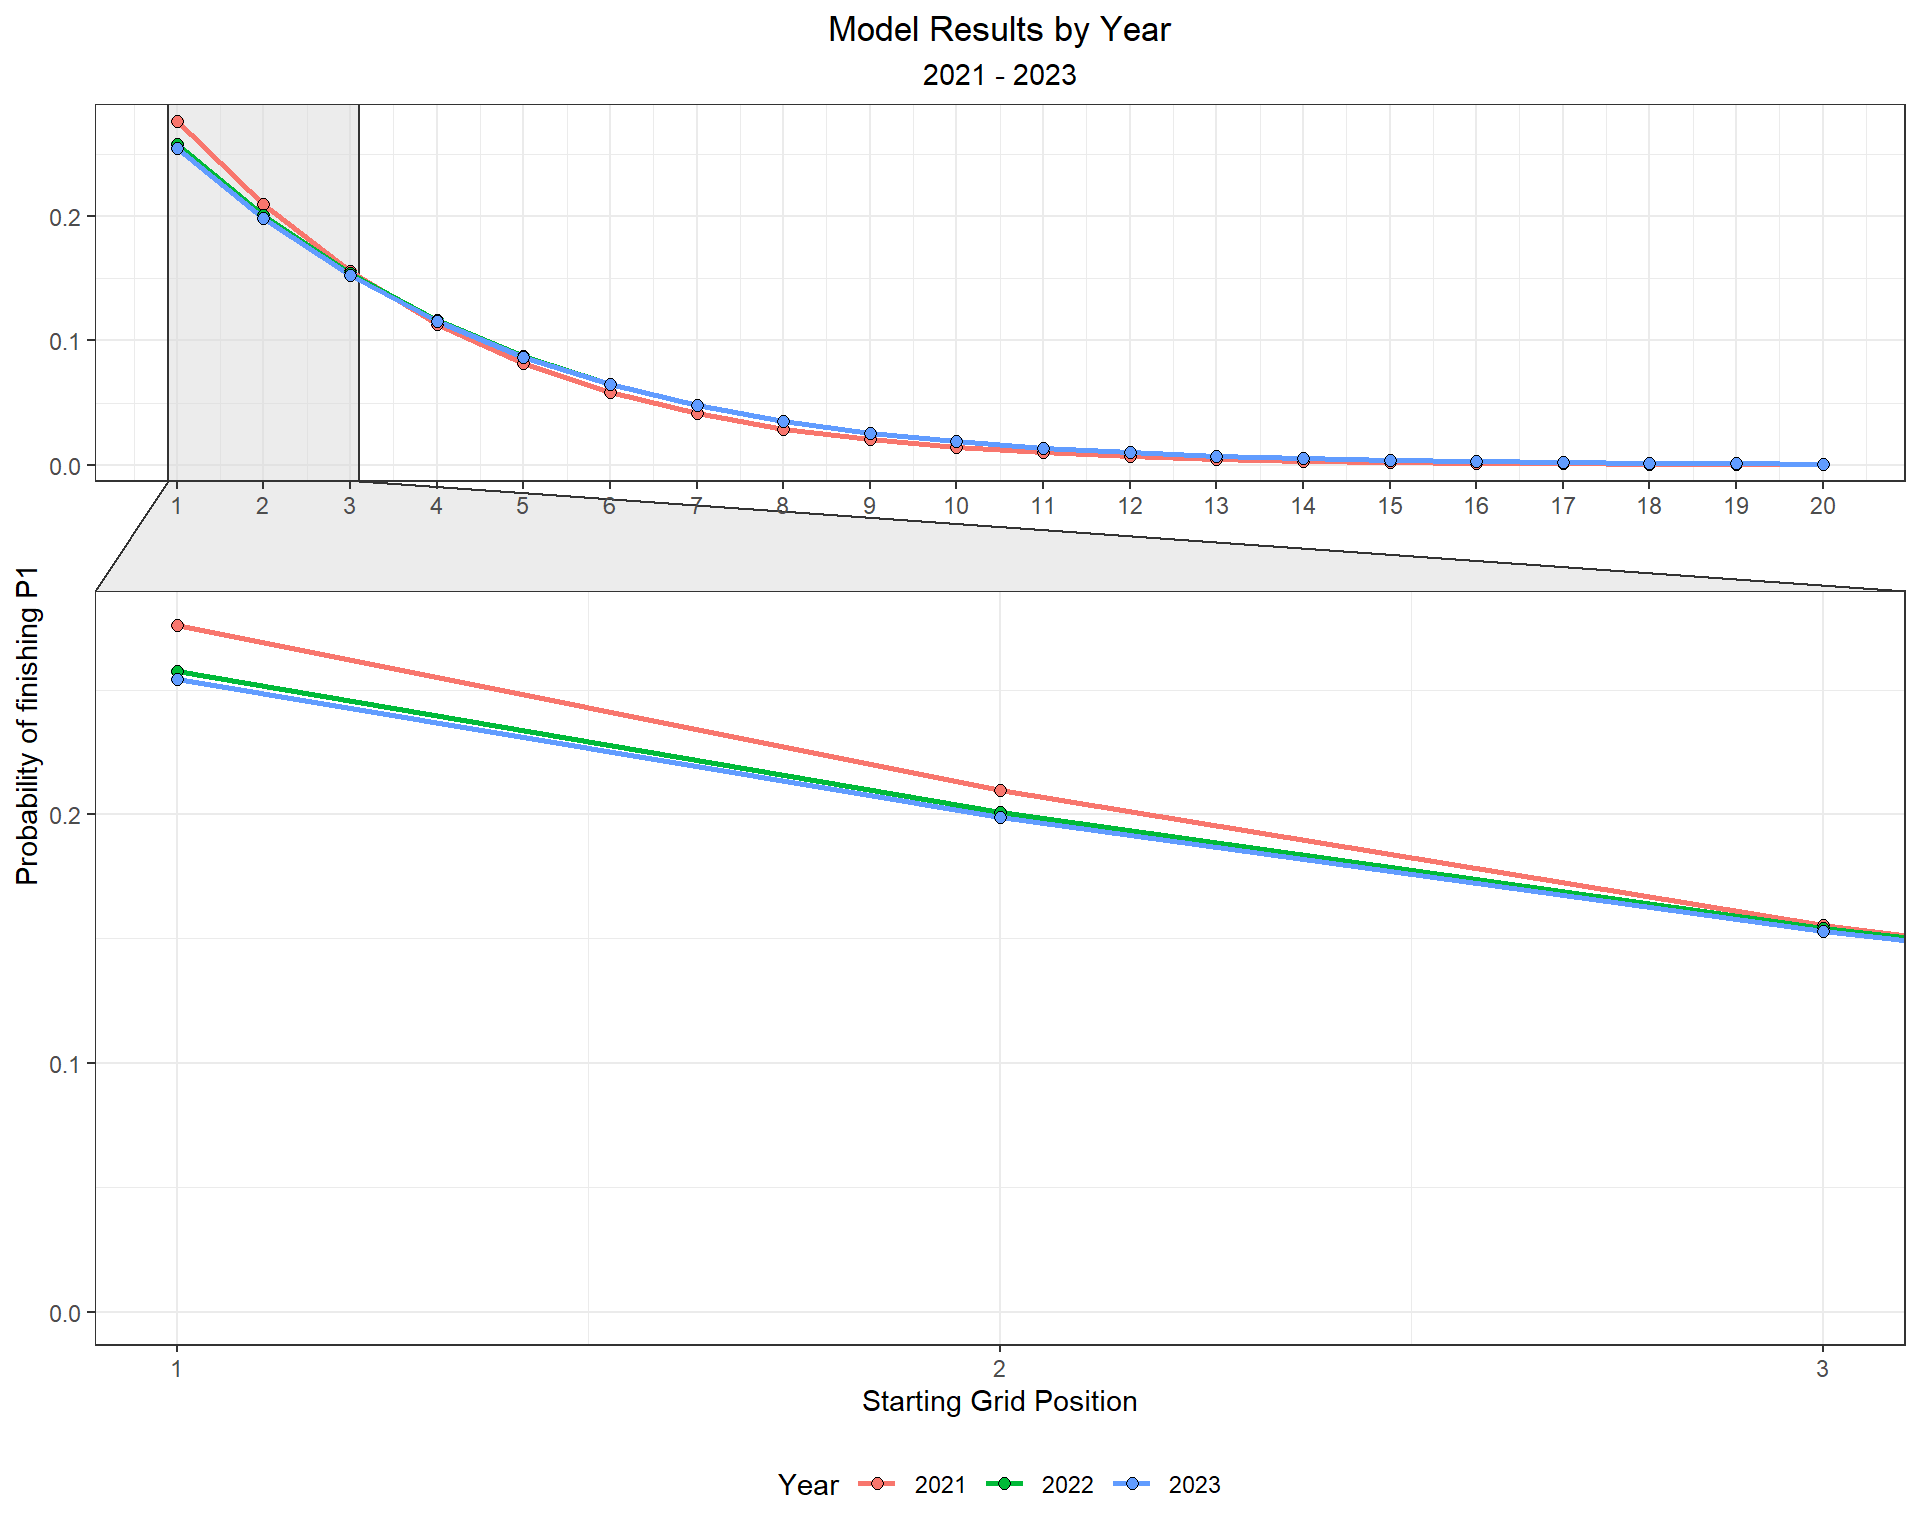 Model Results by Year
2021 - 2023
0.2
0.1
0.0
1 2 3 4 5 6 7 8 9 10 11 12 13 14 15 16 17 18 19 20
Probability of finishing P1
0.2
0.1
0.0
1 2 3
Starting Grid Position
Year 2021 2022 2023